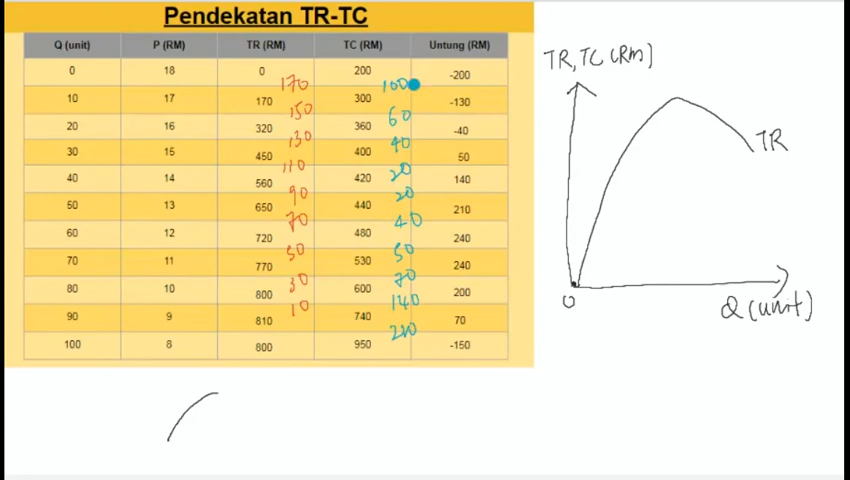 Pendekatan TR-TC
Q (unit) P (RM) TR (RM) TC (RM) Untung (RM)
0 18 0 200 -200
170 100
10 17 170 300 -130
150 60
20 16 320 360 -40
130 40
30 15 450 400 50
110 20
40 14 560 420 140
90 20
50 13 650 440 210
70 40
60 12 720 480 240
50 50
70 11 770 530 240
30 70
80 10 800 600 200
10 140
90 9 810 740 70
210
100 8 800 950 -150
TR, TC (RM)
TR
0
Q (unit)